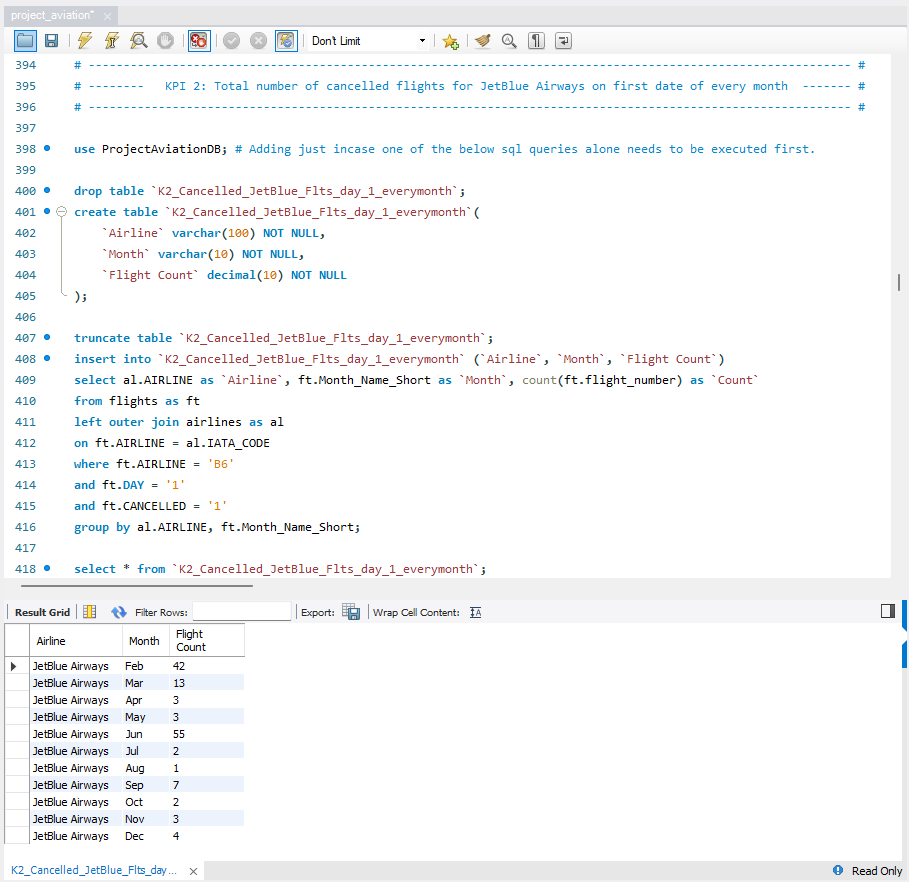 project_aviation*
Don't Limit
394 # --------------------------------------------------------------------------------------------- #
395 # -------- KPI 2: Total number of cancelled flights for JetBlue Airways on first date of every month ------- #
396 # --------------------------------------------------------------------------------------------- #
397
398 use ProjectAviationDB; # Adding just incase one of the below sql queries alone needs to be executed first.
399
400 drop table `K2_Cancelled_JetBlue_Flts_day_1_everymonth`;
401 create table `K2_Cancelled_JetBlue_Flts_day_1_everymonth`(
402 `Airline` varchar(100) NOT NULL,
403 `Month` varchar(10) NOT NULL,
404 `Flight Count` decimal(10) NOT NULL
405 );
406
407 truncate table `K2_Cancelled_JetBlue_Flts_day_1_everymonth`;
408 insert into `K2_Cancelled_JetBlue_Flts_day_1_everymonth` (`Airline`, `Month`, `Flight Count`)
409 select al.AIRLINE as `Airline`, ft.Month_Name_Short as `Month`, count(ft.flight_number) as `Count`
410 from flights as ft
411 left outer join airlines as al
412 on ft.AIRLINE = al.IATA_CODE
413 where ft.AIRLINE = 'B6'
414 and ft.DAY = '1'
415 and ft.CANCELLED = '1'
416 group by al.AIRLINE, ft.Month_Name_Short;
417
418 select * from `K2_Cancelled_JetBlue_Flts_day_1_everymonth`;
Result Grid Filter Rows: Export: Wrap Cell Content:
Airline Month Flight Count
JetBlue Airways Feb 42
JetBlue Airways Mar 13
JetBlue Airways Apr 3
JetBlue Airways May 3
JetBlue Airways Jun 55
JetBlue Airways Jul 2
JetBlue Airways Aug 1
JetBlue Airways Sep 7
JetBlue Airways Oct 2
JetBlue Airways Nov 3
JetBlue Airways Dec 4
K2_Cancelled_JetBlue_Flts_day... Read Only